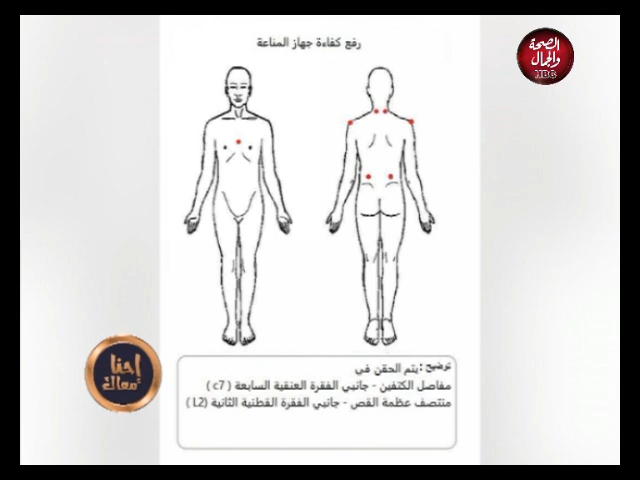 رفع كفاءة جهاز المناعة
الصحة
والجمال
HBC
إحنا
معاك
توضيح : يتم الحقن في
مفاصل الكتفين - جانبي الفقرة العنقية السابعة ( c7 )
منتصف عظمة القص - جانبي الفقرة القطنية الثانية (L2 )